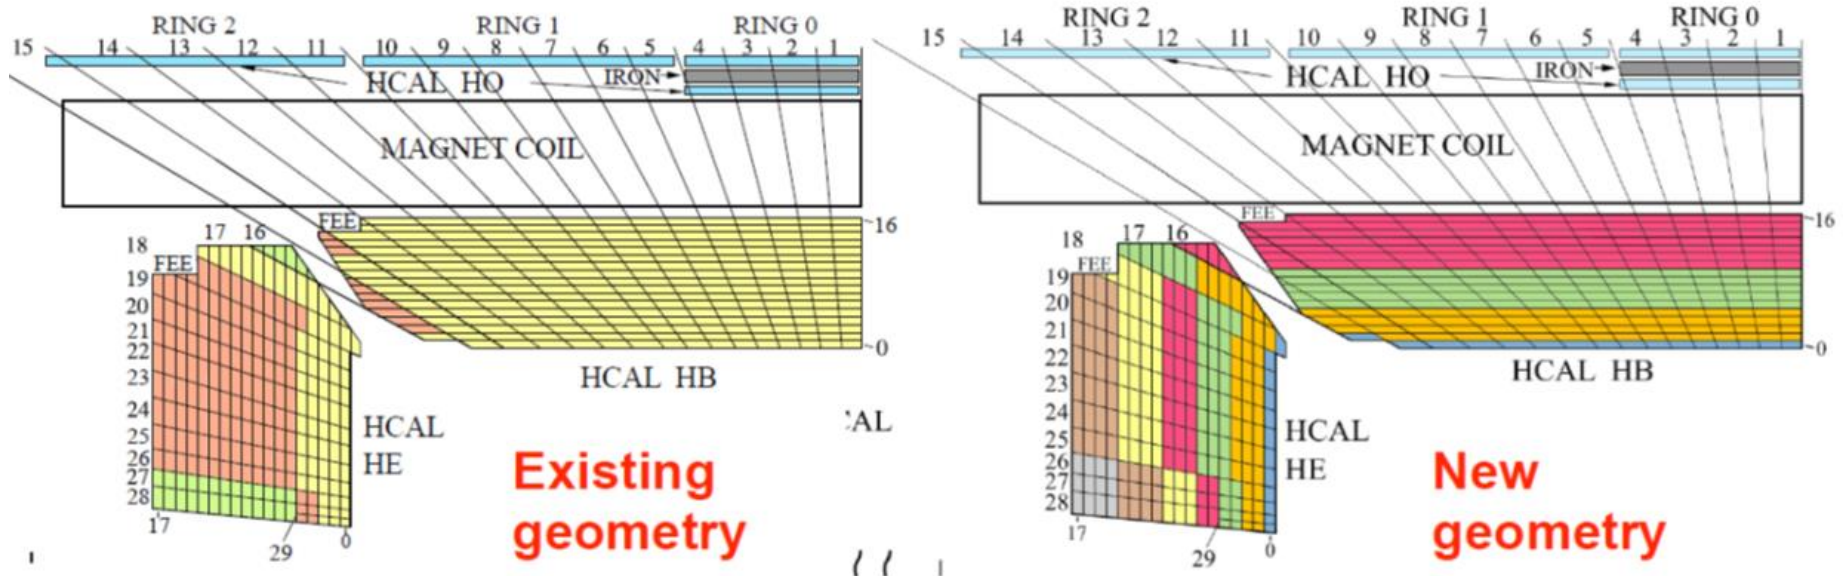 RING 2 RING 1 RING 0
15 14 13 12 11 10 9 8 7 6 5 4 3 2 1
HCAL HO IRON
MAGNET COIL
FEE
16
17 16
18
FEE
19
20
21
22
23
24
25
26
27
28
17
29
0
0
HCAL HB
HCAL
HE
AL
Existing
geometry
RING 2 RING 1 RING 0
15 14 13 12 11 10 9 8 7 6 5 4 3 2 1
HCAL HO IRON
MAGNET COIL
FEE
16
17 16
18
FEE
19
20
21
22
23
24
25
26
27
28
17
29
0
0
HCAL HB
HCAL
HE
New
geometry